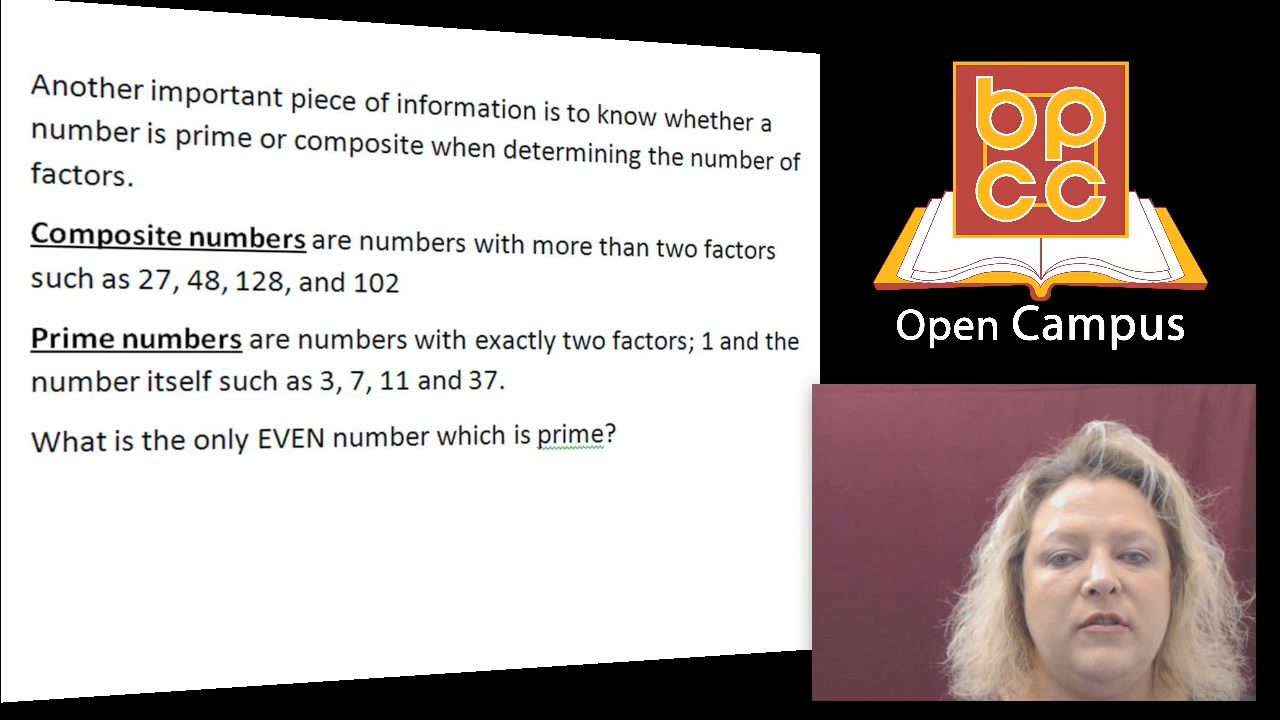 Another important piece of information is to know whether a
number is prime or composite when determining the number of
factors.
Composite numbers are numbers with more than two factors
such as 27, 48, 128, and 102
Prime numbers are numbers with exactly two factors; 1 and the
number itself such as 3, 7, 11 and 37.
What is the only EVEN number which is prime?
bp
cc
Open Campus